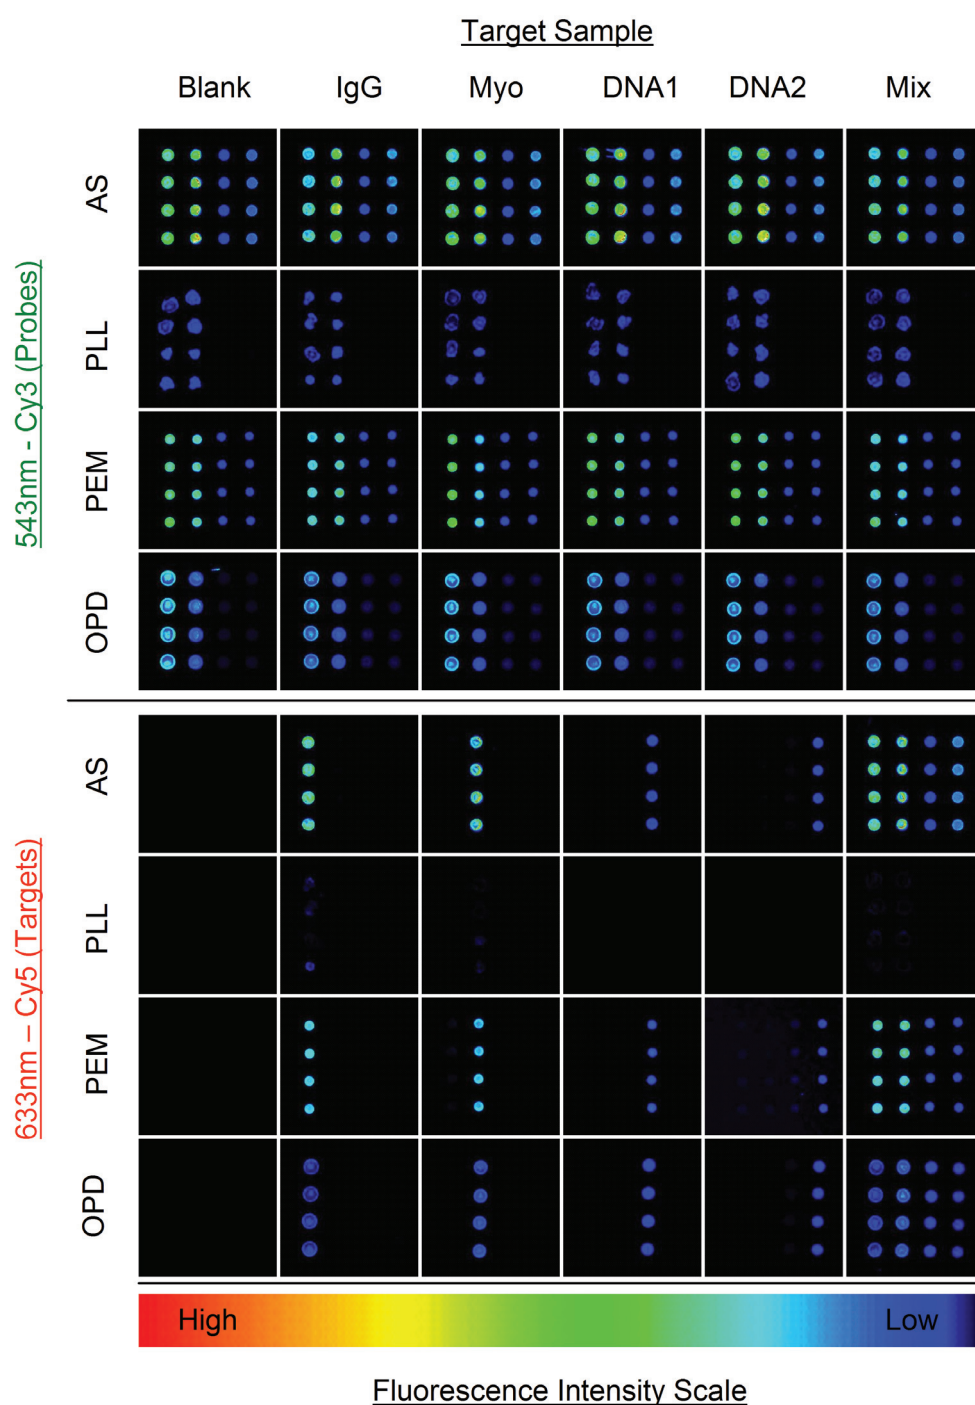 Target Sample
Blank IgG Myo DNA1 DNA2 Mix
543nm - Cy3 (Probes)
AS
PLL
PEM
OPD
633nm – Cy5 (Targets)
AS
PLL
PEM
OPD
High Low
Fluorescence Intensity Scale